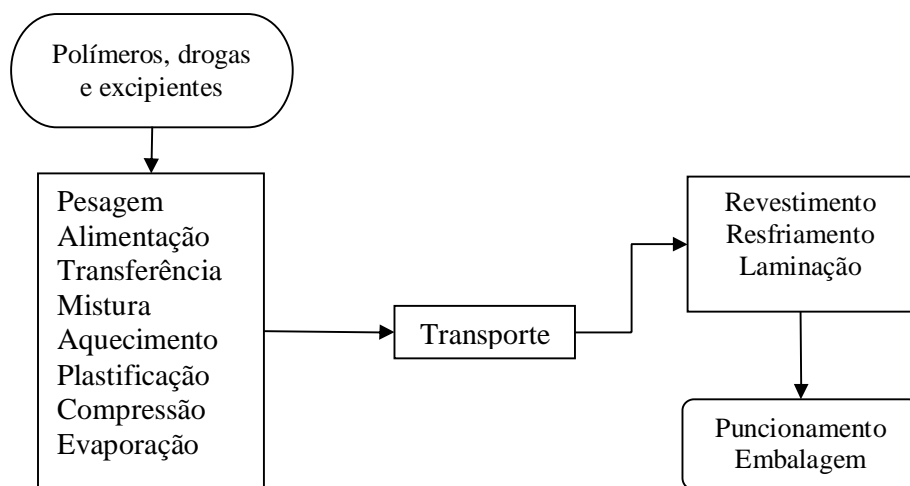 Polímeros, drogas
e excipientes
Pesagem
Alimentação
Transferência
Mistura
Aquecimento
Plastificação
Compressão
Evaporação
Transporte
Revestimento
Resfriamento
Laminação
Puncionamento
Embalagem